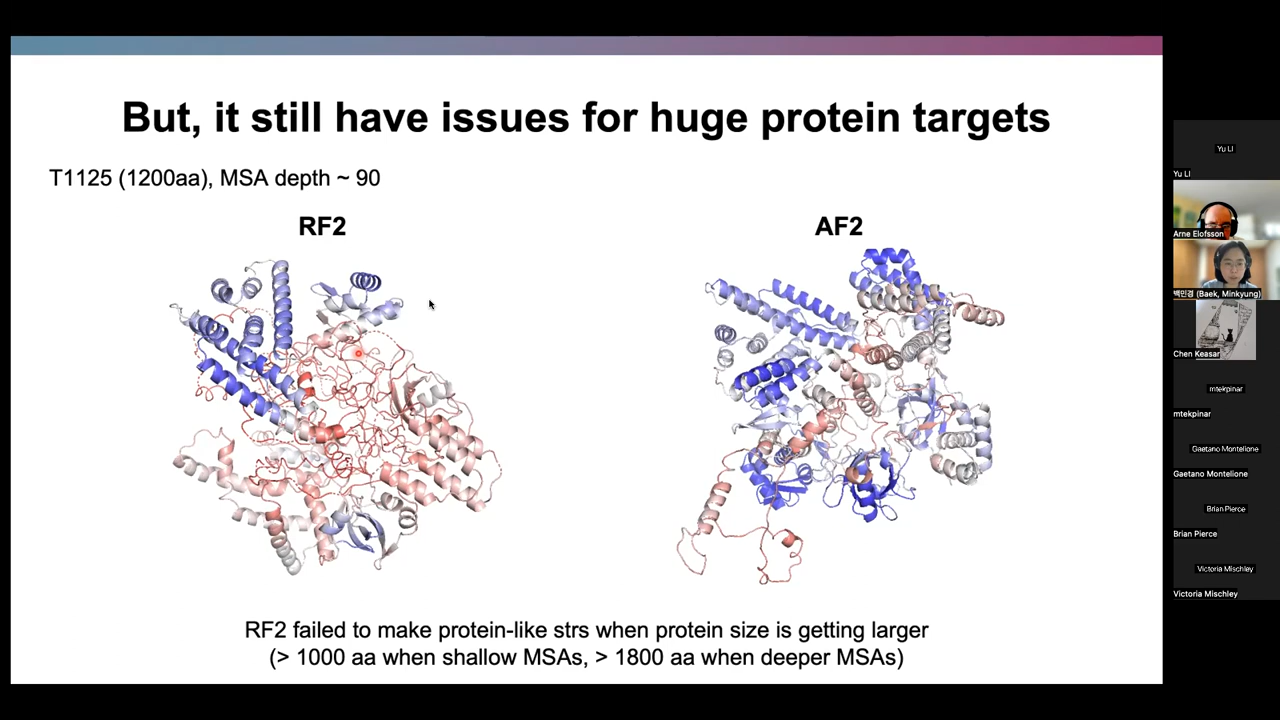 But, it still have issues for huge protein targets
T1125 (1200aa), MSA depth ~ 90
RF2
AF2
RF2 failed to make protein-like strs when protein size is getting larger
(> 1000 aa when shallow MSAs, > 1800 aa when deeper MSAs)
Yu LI
Yu LI
Arne Elofsson
백민경 (Baek, Minkyung)
Chen Keasar
mtekpinar
mtekpinar
Gaetano Montelione
Gaetano Montelione
Brian Pierce
Brian Pierce
Victoria Mischley
Victoria Mischley